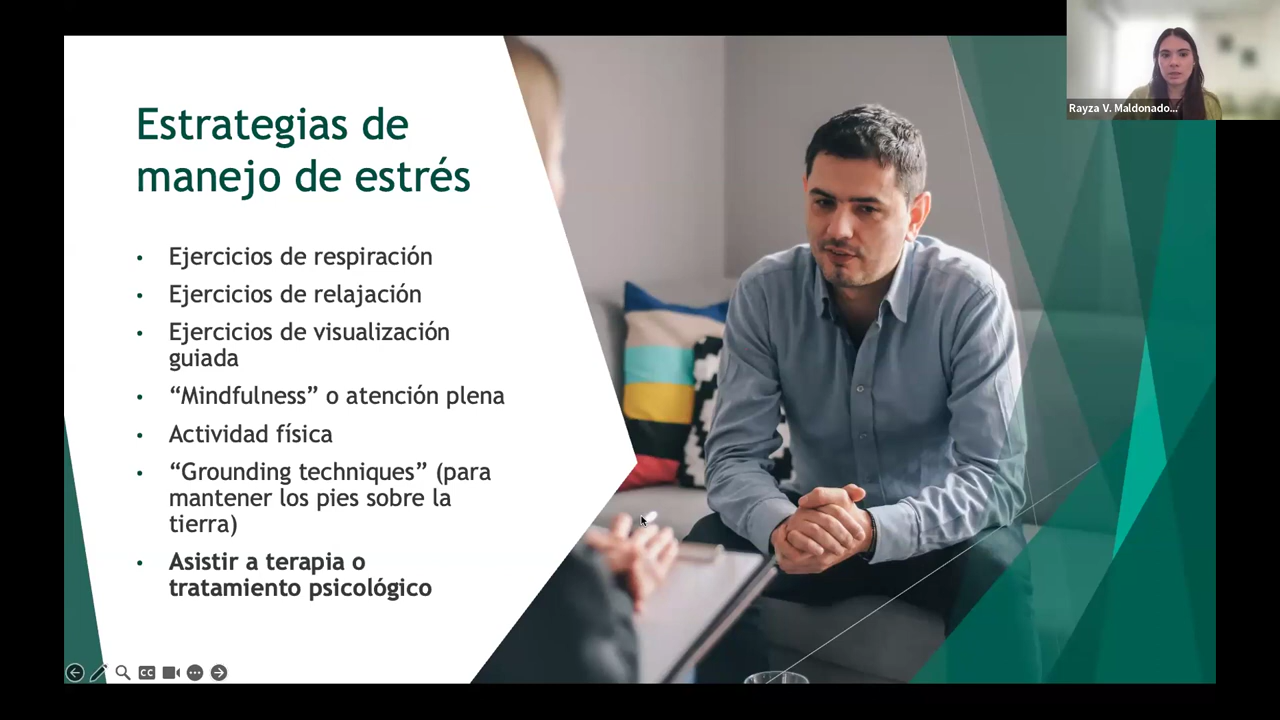 Estrategias de
manejo de estrés
• Ejercicios de respiración
• Ejercicios de relajación
• Ejercicios de visualización
guiada
• “Mindfulness” o atención plena
• Actividad física
• “Grounding techniques” (para
mantener los pies sobre la
tierra)
• Asistir a terapia o
tratamiento psicológico
Rayza V. Maldonado...
CC